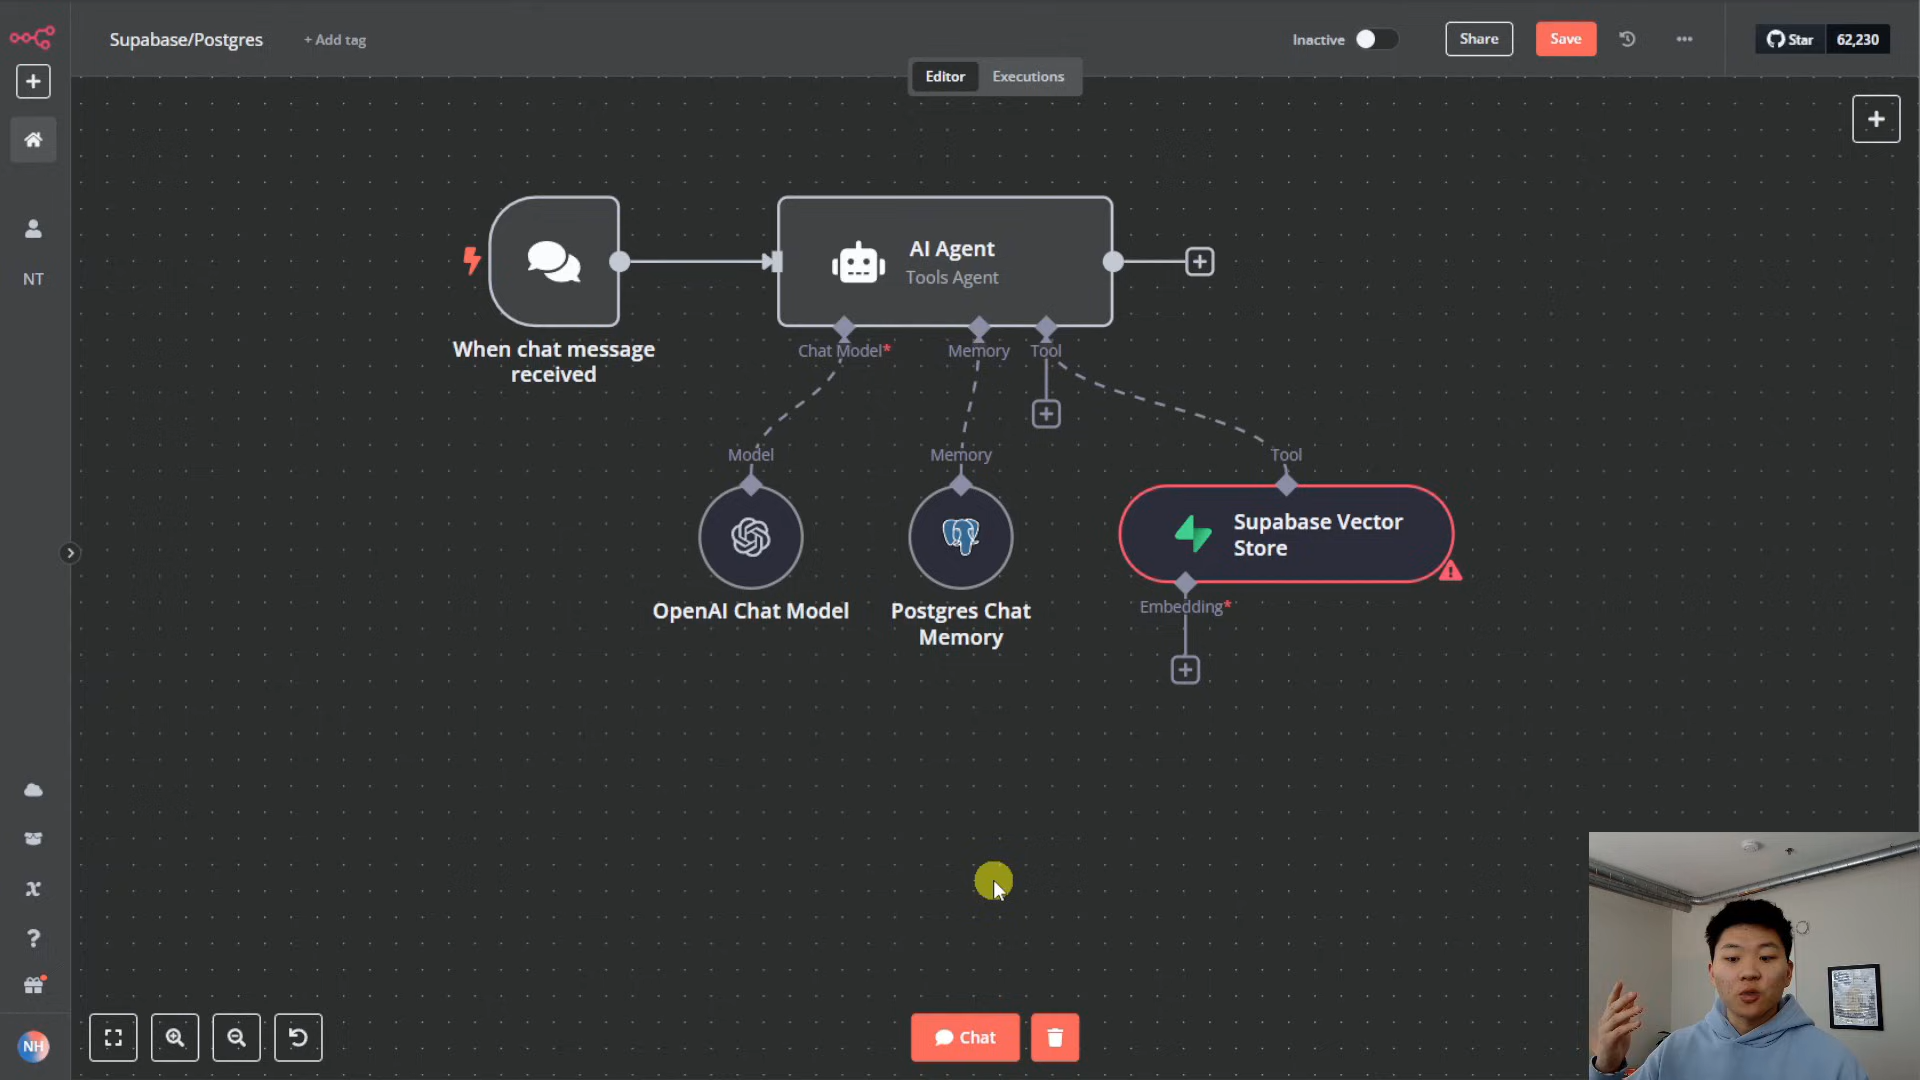 Supabase/Postgres
+ Add tag
Inactive
Share
Save
Star
62,230
Editor
Executions
NT
AI Agent
Tools Agent
When chat message
received
Chat Model*
Memory
Tool
Model
Memory
Tool
Supabase Vector
Store
Embedding*
OpenAI Chat Model
Postgres Chat
Memory
NH
Chat